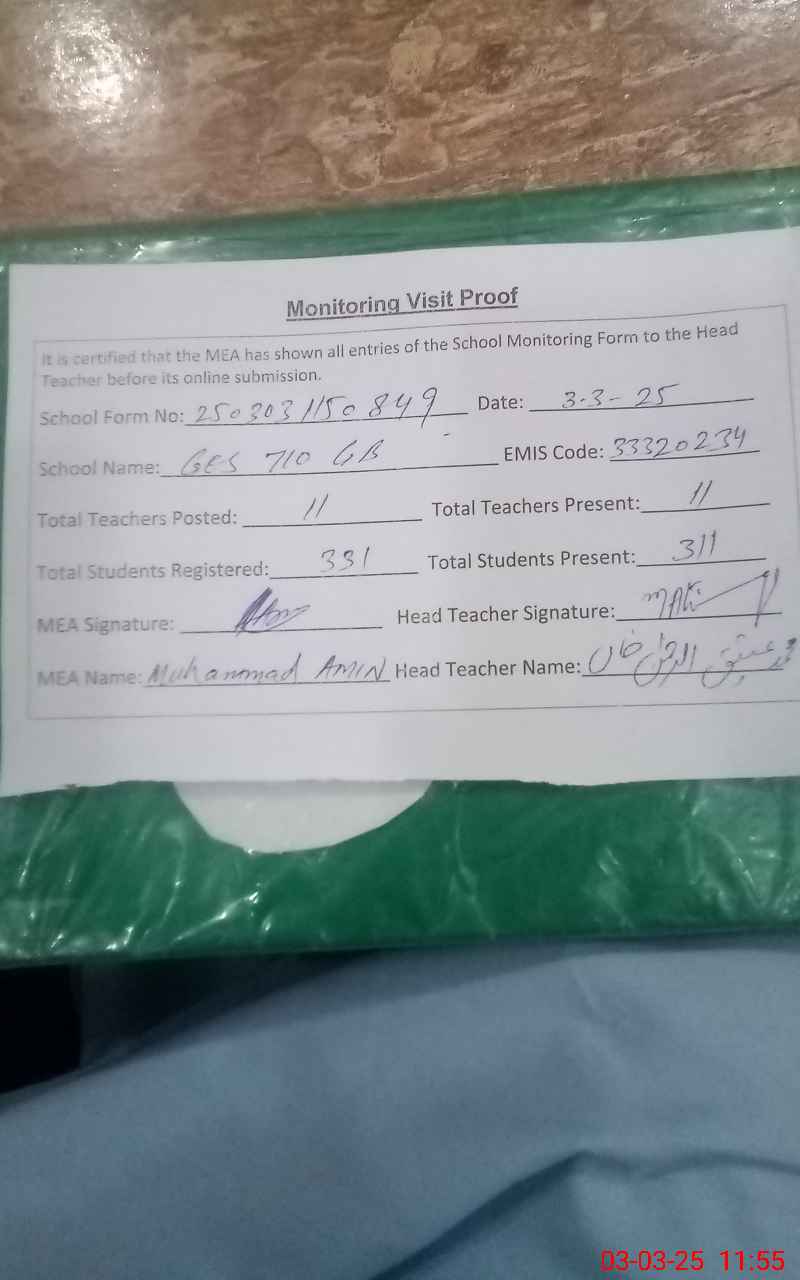 Monitoring Visit Proof
It is certified that the MEA has shown all entries of the School Monitoring Form to the Head
Teacher before its online submission.
School Form No: 2503031150849 Date: 3-3-25
School Name: GES 710 GB EMIS Code: 33320234
Total Teachers Posted: 11 Total Teachers Present: 11
Total Students Registered: 331 Total Students Present: 311
MEA Signature: Head Teacher Signature:
MEA Name: Muhammad AMIN Head Teacher Name: الرحمٰن خان
03-03-25 11:55